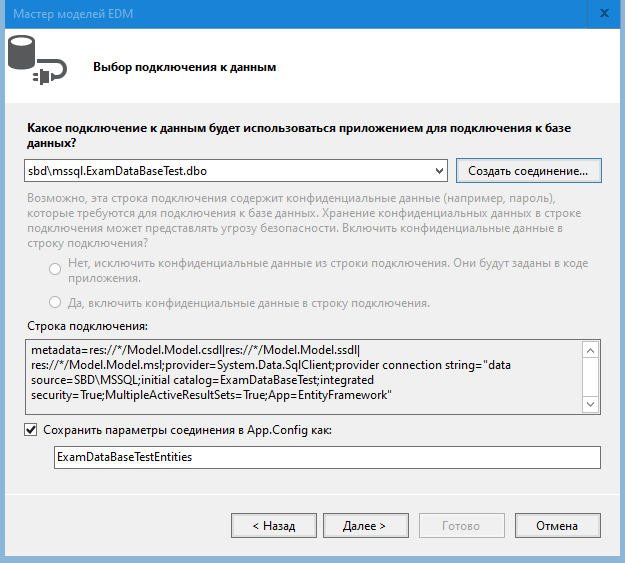 Мастер моделей EDM
x
Выбор подключения к данным
Какое подключение к данным будет использоваться приложением для подключения к базе
данных?
sbd\mssql.ExamDataBaseTest.dbo
Создать соединение...
Возможно, эта строка подключения содержит конфиденциальные данные (например, пароль),
которые требуются для подключения к базе данных. Хранение конфиденциальных данных в строке
подключения может представлять угрозу безопасности. Включить конфиденциальные данные в
строку подключения?
Нет, исключить конфиденциальные данные из строки подключения. Они будут заданы в коде
приложения.
Да, включить конфиденциальные данные в строку подключения.
Строка подключения:
metadata=res://*/Model.Model.csdl|res://*/Model.Model.ssdl|
res://*/Model.Model.msl;provider=System.Data.SqlClient;provider connection string="data
source=SBD\MSSQL;initial catalog=ExamDataBaseTest;integrated
security=True;MultipleActiveResultSets=True;App=EntityFramework"
Сохранить параметры соединения в App.Config как:
ExamDataBaseTestEntities
< Назад
Далее >
Готово
Отмена